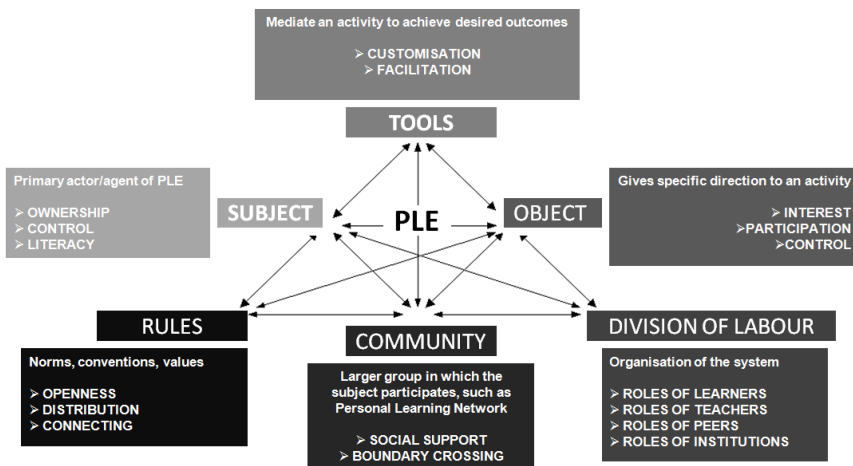 Mediate an activity to achieve desired outcomes
➢ CUSTOMISATION
➢ FACILITATION
TOOLS
Primary actor/agent of PLE
➢ OWNERSHIP
➢ CONTROL
➢ LITERACY
SUBJECT
PLE
OBJECT
Gives specific direction to an activity
➢ INTEREST
➢ PARTICIPATION
➢ CONTROL
RULES
Norms, conventions, values
➢ OPENNESS
➢ DISTRIBUTION
➢ CONNECTING
COMMUNITY
Larger group in which the
subject participates, such as
Personal Learning Network
➢ SOCIAL SUPPORT
➢ BOUNDARY CROSSING
DIVISION OF LABOUR
Organisation of the system
➢ ROLES OF LEARNERS
➢ ROLES OF TEACHERS
➢ ROLES OF PEERS
➢ ROLES OF INSTITUTIONS